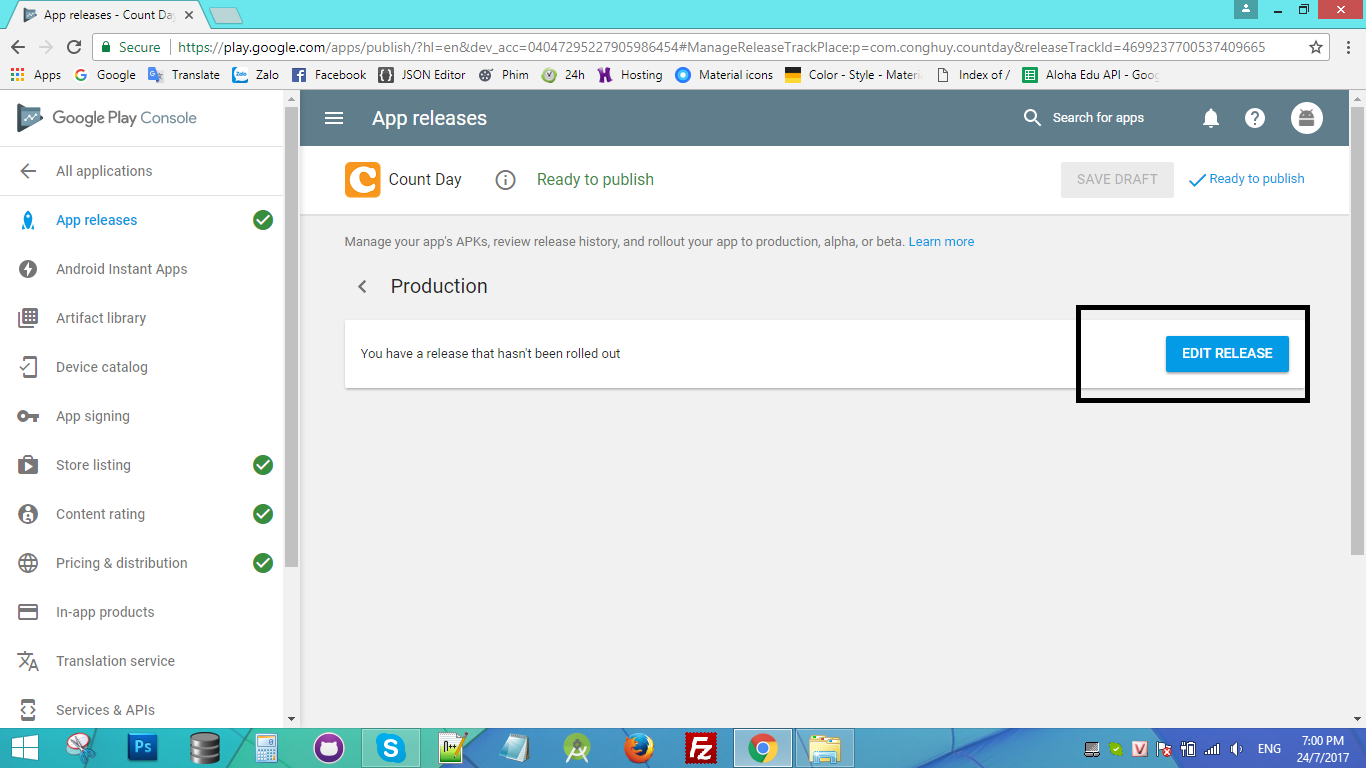 App releases - Count Da
Secure https://play.google.com/apps/publish/?hl=en&dev_acc=04047295227905986454#ManageReleaseTrackPlace:p=com.conghuy.countday&releaseTrackId=4699237700537409665
Apps Google Translate Zalo Facebook JSON Editor Phim 24h Hosting Material icons Color - Style - Materi Index of / Aloha Edu API - Goog
Google Play Console
App releases
Search for apps
All applications
App releases
Android Instant Apps
Artifact library
Device catalog
App signing
Store listing
Content rating
Pricing & distribution
In-app products
Translation service
Services & APIs
Count Day
Ready to publish
SAVE DRAFT
Ready to publish
Manage your app's APKs, review release history, and rollout your app to production, alpha, or beta. Learn more
Production
You have a release that hasn't been rolled out
EDIT RELEASE
ENG
7:00 PM
24/7/2017